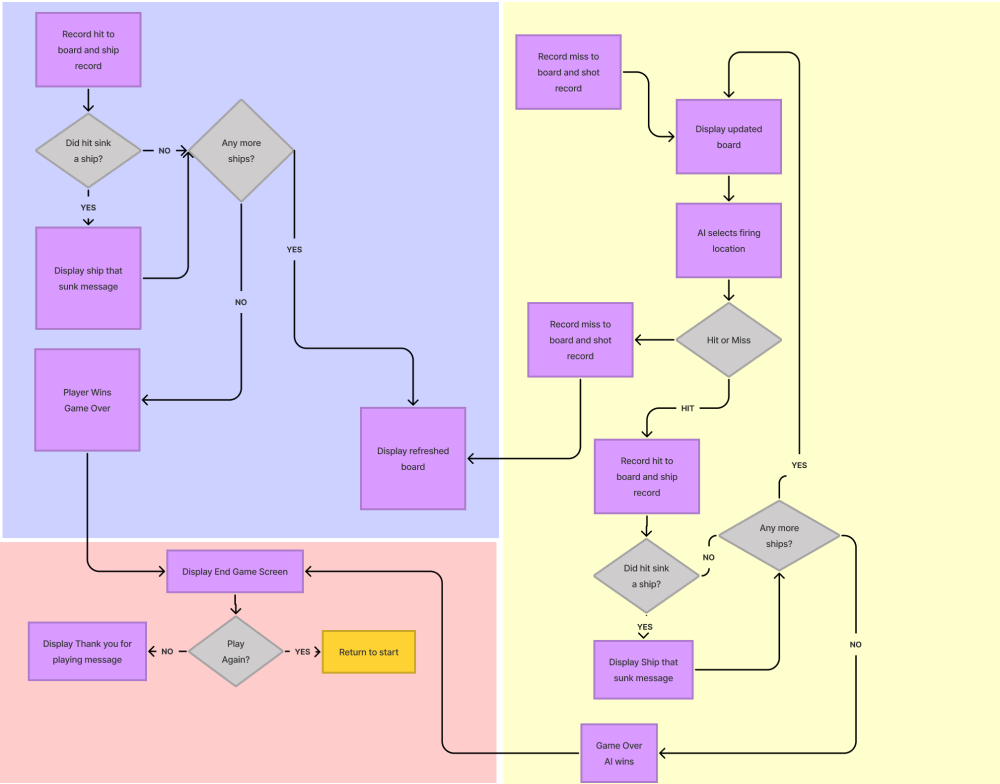 Record hit to
board and ship
record
Did hit sink
a ship?
NO
YES
Any more
ships?
Display ship that
sunk message
YES
NO
Player Wins
Game Over
Display refreshed
board
Record miss to
board and shot
record
Display updated
board
AI selects firing
location
Hit or Miss
Record miss to
board and shot
record
HIT
Record hit to
board and ship
record
YES
Any more
ships?
Did hit sink
a ship?
NO
YES
Display Ship that
sunk message
NO
Game Over
AI wins
Display End Game Screen
Play
Again?
NO
YES
Display Thank you for
playing message
Return to start